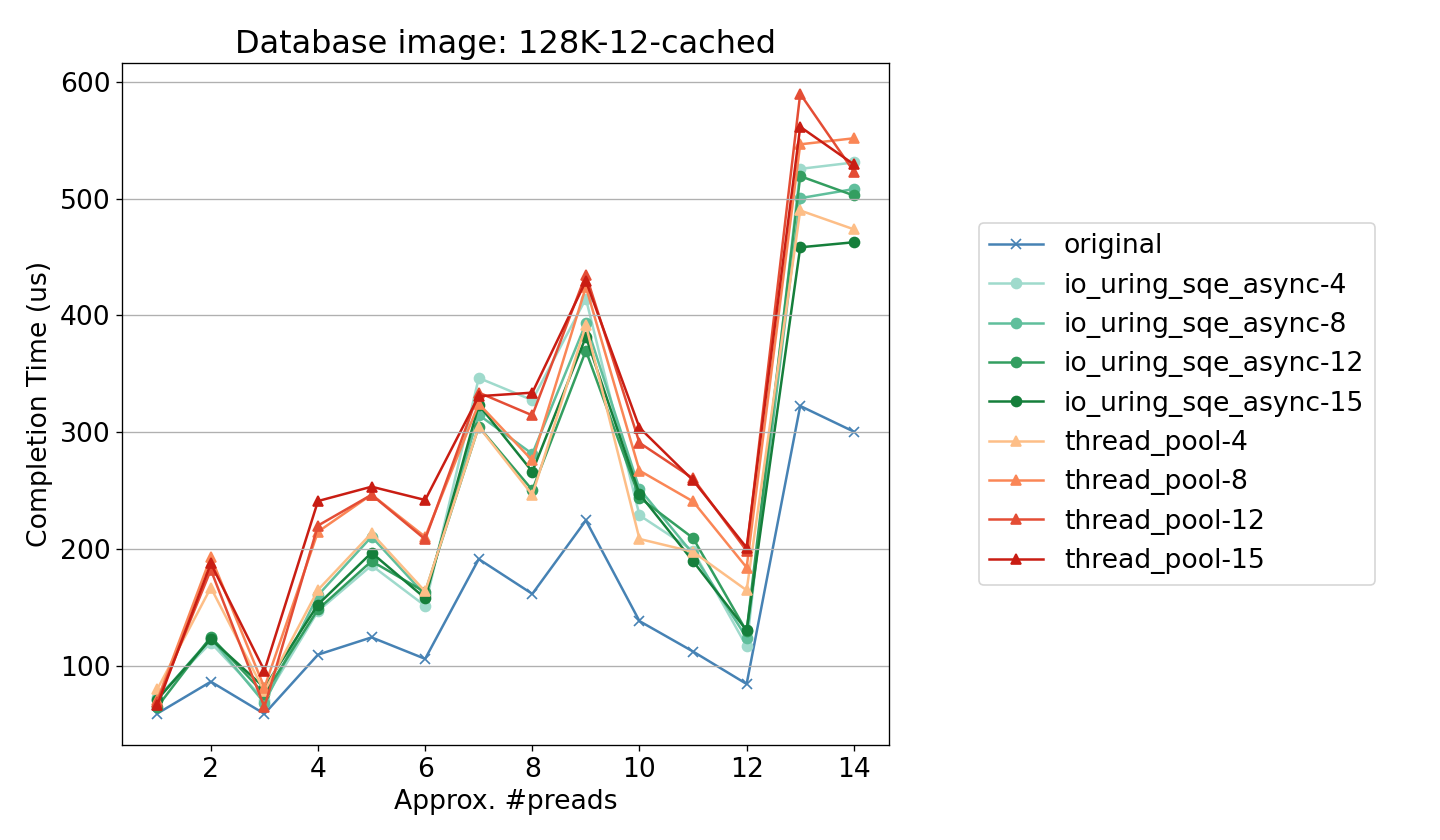 Database image: 128K-12-cached
Completion Time (us)
600
500
400
300
200
100
2 4 6 8 10 12 14
Approx. #preads
original
io_uring_sqe_async-4
io_uring_sqe_async-8
io_uring_sqe_async-12
io_uring_sqe_async-15
thread_pool-4
thread_pool-8
thread_pool-12
thread_pool-15